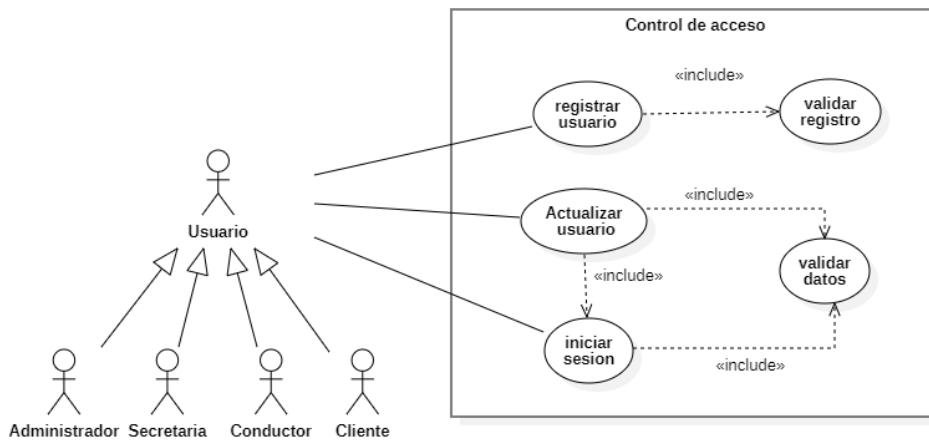 Control de acceso
«include»
registrar
usuario
validar
registro
Usuario
Actualizar
usuario
«include»
«include»
validar
datos
iniciar
sesion
«include»
Administrador
Secretaria
Conductor
Cliente